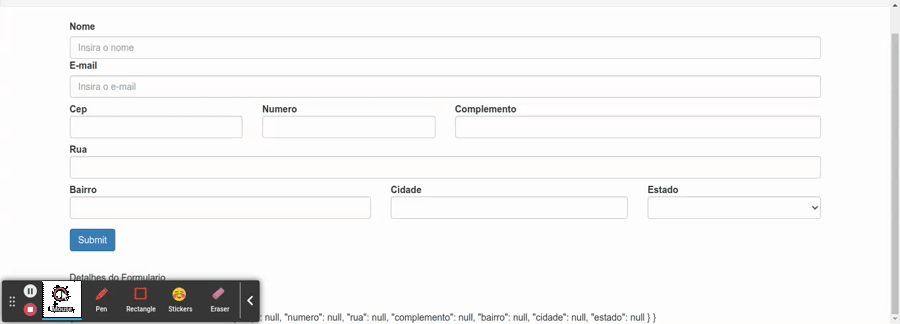 Nome
Insira o nome
E-mail
Insira o e-mail
Cep Numero Complemento
Rua
Bairro Cidade Estado
Submit
Detalhes do Formulario
Pen Rectangle Stickers Eraser
: null, "numero": null, "rua": null, "complemento": null, "bairro": null, "cidade": null, "estado": null } }